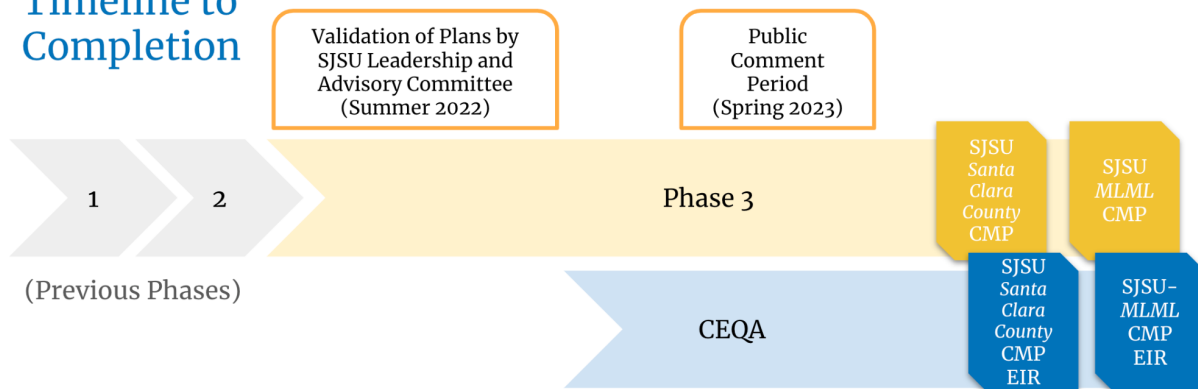 Timeline to
Completion
Validation of Plans by
SJSU Leadership and
Advisory Committee
(Summer 2022)
Public
Comment
Period
(Spring 2023)
1
2
Phase 3
SJSU
Santa
Clara
County
CMP
SJSU
MLML
CMP
(Previous Phases)
CEQA
SJSU
Santa
Clara
County
CMP
EIR
SJSU-
MLML
CMP
EIR